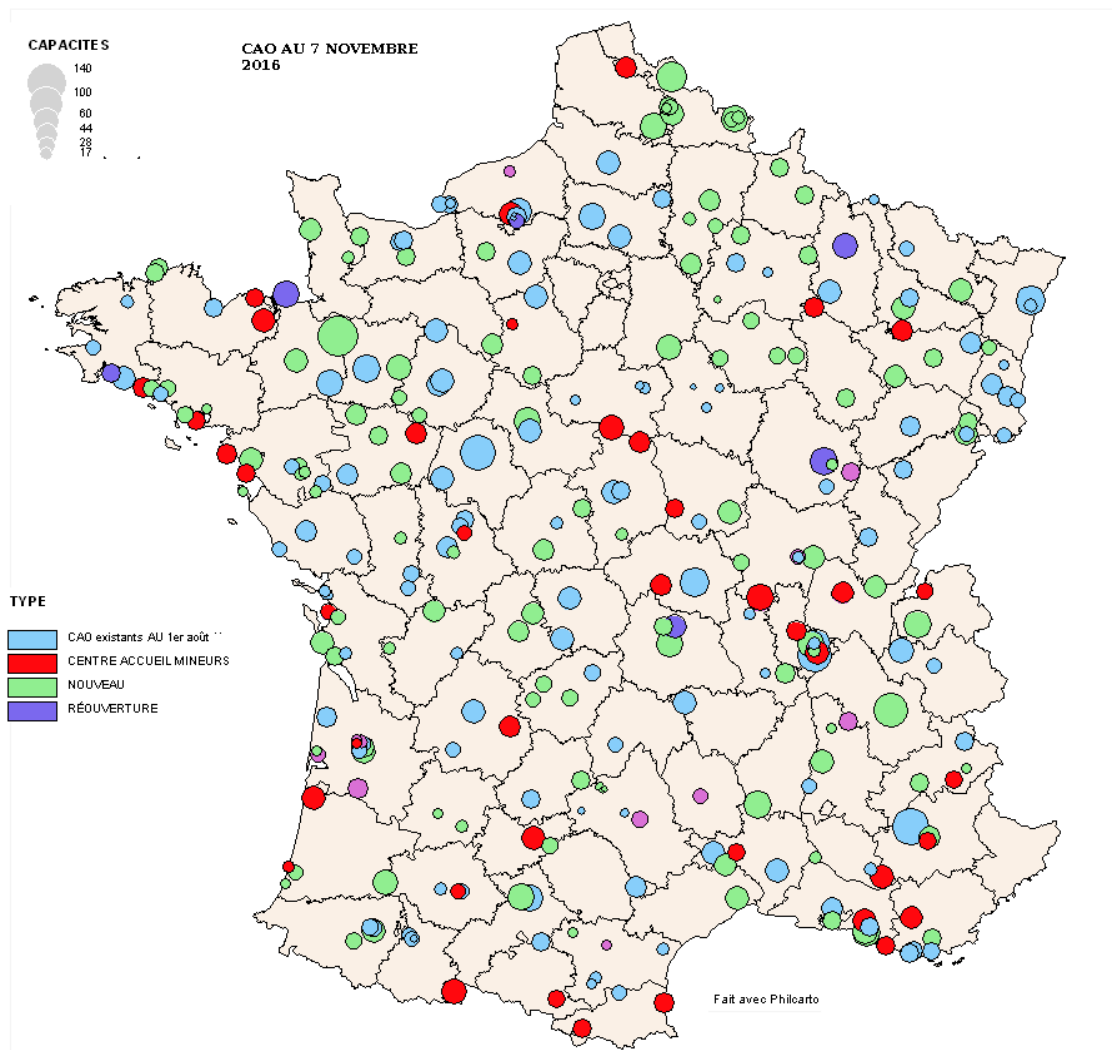 CAPACITES
140
100
60
44
28
17
CAO AU 7 NOVEMBRE
2016
TYPE
CAO existants AU 1er août
CENTRE ACCUEIL MINEURS
NOUVEAU
RÉOUVERTURE
Fait avec Philcarto